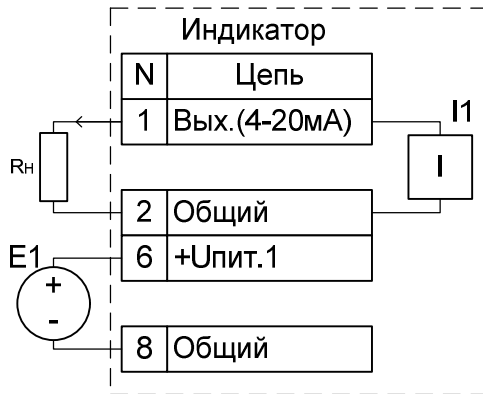 Индикатор
N Цепь
1 Вых.(4-20мА)
I1
I
Rн
2 Общий
6 +Uпит.1
E1
+
-
8 Общий